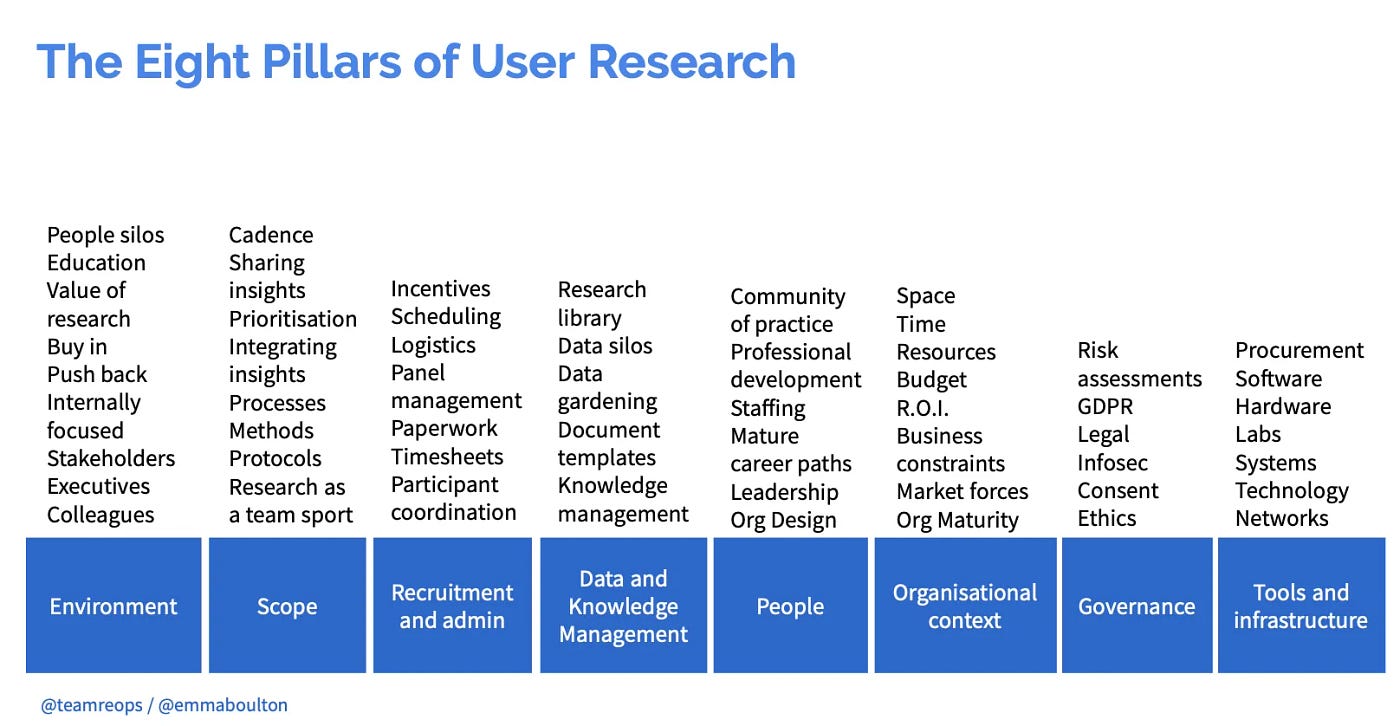 The Eight Pillars of User Research
People silos
Education
Value of
research
Buy in
Push back
Internally
focused
Stakeholders
Executives
Colleagues
Environment
Cadence
Sharing
insights
Prioritisation
Integrating
insights
Processes
Methods
Protocols
Research as
a team sport
Scope
Incentives
Scheduling
Logistics
Panel
management
Paperwork
Timesheets
Participant
coordination
Recruitment
and admin
Research
library
Data silos
Data
gardening
Document
templates
Knowledge
management
Data and
Knowledge
Management
Community
of practice
Professional
development
Staffing
Mature
career paths
Leadership
Org Design
People
Space
Time
Resources
Budget
R.O.I.
Business
constraints
Market forces
Org Maturity
Organisational
context
Risk
assessments
GDPR
Legal
Infosec
Consent
Ethics
Governance
Procurement
Software
Hardware
Labs
Systems
Technology
Networks
Tools and
infrastructure
@teamreops / @emmaboulton